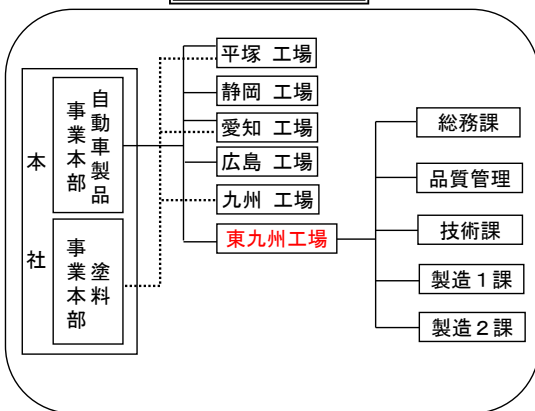 本社
自動車製品
事業本部
塗料
事業本部
平塚 工場
静岡 工場
愛知 工場
広島 工場
九州 工場
東九州工場
総務課
品質管理
技術課
製造１課
製造２課